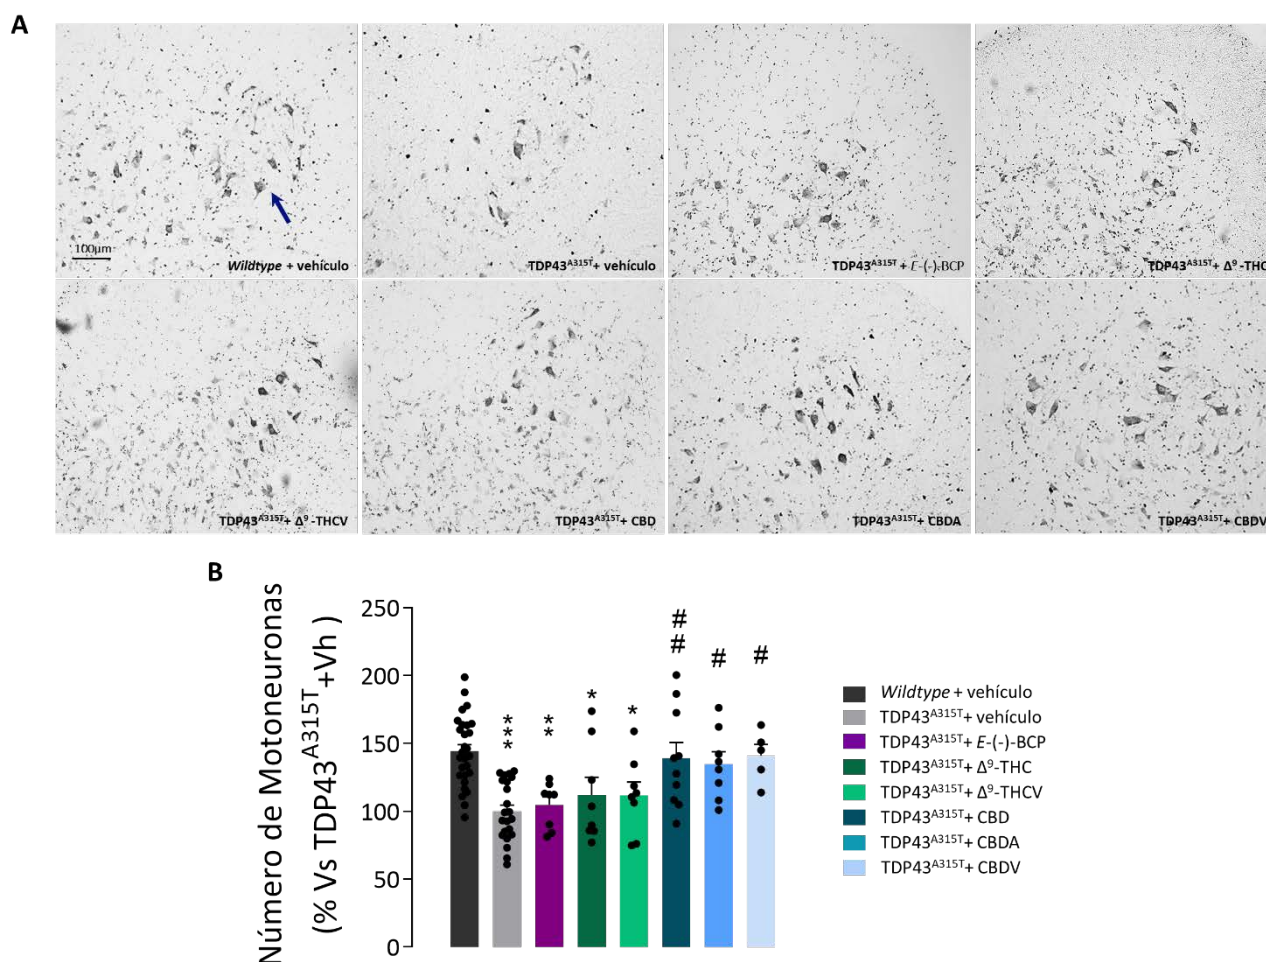 A
100μm
Wildtype + vehículo
TDP43A315T + vehículo
TDP43A315T + E-(-)-BCP
TDP43A315T + Δ9 -THC
TDP43A315T + Δ9 -THCV
TDP43A315T + CBD
TDP43A315T + CBDA
TDP43A315T + CBDV
B
Número de Motoneuronas
(% Vs TDP43A315T+Vh )
250
200
150
100
50
0
***
**
*
*
##
#
#
Wildtype + vehículo
TDP43A315T + vehículo
TDP43A315T + E-(-)-BCP
TDP43A315T + Δ9-THC
TDP43A315T + Δ9-THCV
TDP43A315T + CBD
TDP43A315T + CBDA
TDP43A315T + CBDV